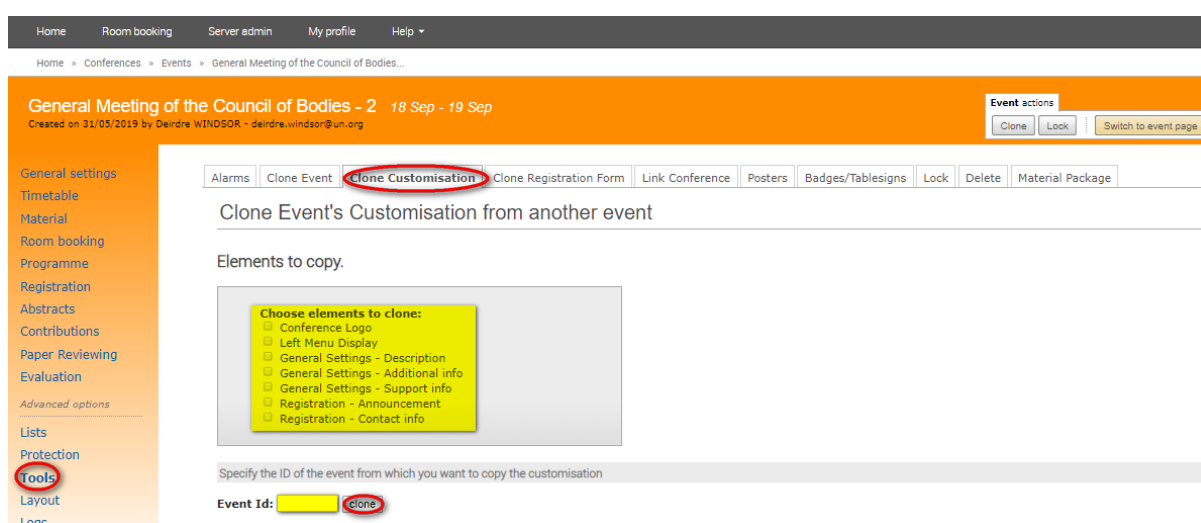 Home Room booking Server admin My profile Help
Home » Conferences » Events » General Meeting of the Council of Bodies...
General Meeting of the Council of Bodies - 2 18 Sep - 19 Sep
Created on 31/05/2019 by Deirdre WINDSOR - deirdre.windsor@un.org
Event actions
Clone Lock Switch to event page
General settings
Timetable
Material
Room booking
Programme
Registration
Abstracts
Contributions
Paper Reviewing
Evaluation
Advanced options
Lists
Protection
Tools
Layout
Logs
Alarms Clone Event Clone Customisation Clone Registration Form Link Conference Posters Badges/Tablesigns Lock Delete Material Package
Clone Event's Customisation from another event
Elements to copy.
Choose elements to clone:
Conference Logo
Left Menu Display
General Settings - Description
General Settings - Additional info
General Settings - Support info
Registration - Announcement
Registration - Contact info
Specify the ID of the event from which you want to copy the customisation
Event Id: clone